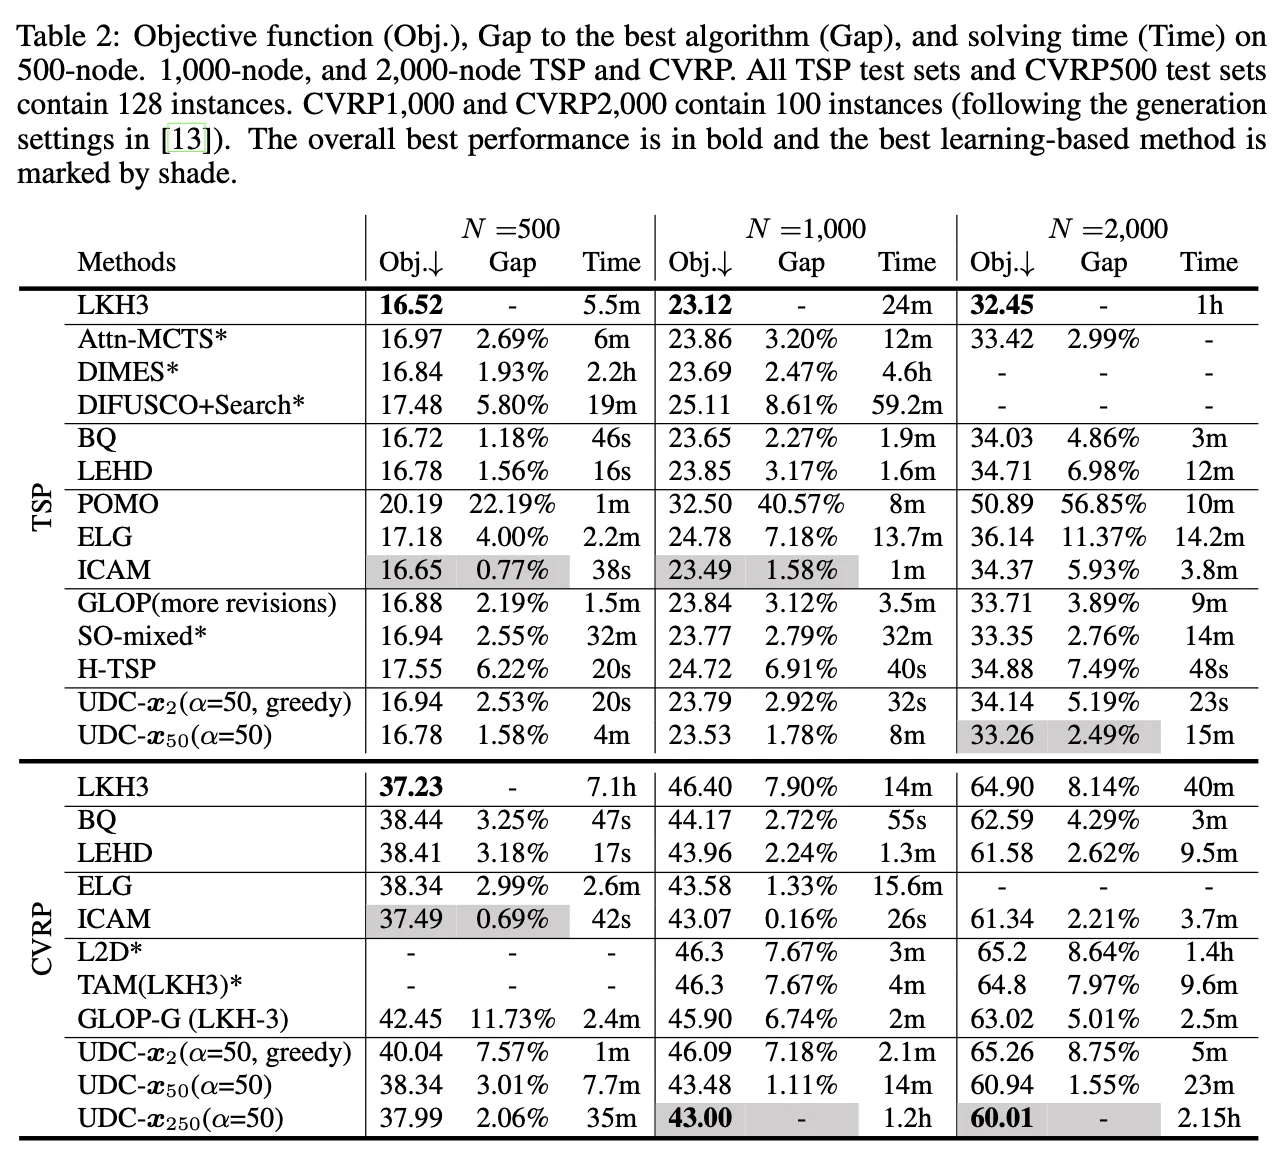 Table 2: Objective function (Obj.), Gap to the best algorithm (Gap), and solving time (Time) on
500-node. 1,000-node, and 2,000-node TSP and CVRP. All TSP test sets and CVRP500 test sets
contain 128 instances. CVRP1,000 and CVRP2,000 contain 100 instances (following the generation
settings in [13]). The overall best performance is in bold and the best learning-based method is
marked by shade.
N =500 N =1,000 N =2,000
Methods Obj.↓ Gap Time Obj.↓ Gap Time Obj.↓ Gap Time
TSP
LKH3 16.52 - 5.5m 23.12 - 24m 32.45 - 1h
Attn-MCTS* 16.97 2.69% 6m 23.86 3.20% 12m 33.42 2.99% -
DIMES* 16.84 1.93% 2.2h 23.69 2.47% 4.6h - - -
DIFUSCO+Search* 17.48 5.80% 19m 25.11 8.61% 59.2m - - -
BQ 16.72 1.18% 46s 23.65 2.27% 1.9m 34.03 4.86% 3m
LEHD 16.78 1.56% 16s 23.85 3.17% 1.6m 34.71 6.98% 12m
POMO 20.19 22.19% 1m 32.50 40.57% 8m 50.89 56.85% 10m
ELG 17.18 4.00% 2.2m 24.78 7.18% 13.7m 36.14 11.37% 14.2m
ICAM 16.65 0.77% 38s 23.49 1.58% 1m 34.37 5.93% 3.8m
GLOP(more revisions) 16.88 2.19% 1.5m 23.84 3.12% 3.5m 33.71 3.89% 9m
SO-mixed* 16.94 2.55% 32m 23.77 2.79% 32m 33.35 2.76% 14m
H-TSP 17.55 6.22% 20s 24.72 6.91% 40s 34.88 7.49% 48s
UDC-x₂(α=50, greedy) 16.94 2.53% 20s 23.79 2.92% 32s 34.14 5.19% 23s
UDC-x₅₀(α=50) 16.78 1.58% 4m 23.53 1.78% 8m 33.26 2.49% 15m
CVRP
LKH3 37.23 - 7.1h 46.40 7.90% 14m 64.90 8.14% 40m
BQ 38.44 3.25% 47s 44.17 2.72% 55s 62.59 4.29% 3m
LEHD 38.41 3.18% 17s 43.96 2.24% 1.3m 61.58 2.62% 9.5m
ELG 38.34 2.99% 2.6m 43.58 1.33% 15.6m - - -
ICAM 37.49 0.69% 42s 43.07 0.16% 26s 61.34 2.21% 3.7m
L2D* - - - 46.3 7.67% 3m 65.2 8.64% 1.4h
TAM(LKH3)* - - - 46.3 7.67% 4m 64.8 7.97% 9.6m
GLOP-G (LKH-3) 42.45 11.73% 2.4m 45.90 6.74% 2m 63.02 5.01% 2.5m
UDC-x₂(α=50, greedy) 40.04 7.57% 1m 46.09 7.18% 2.1m 65.26 8.75% 5m
UDC-x₅₀(α=50) 38.34 3.01% 7.7m 43.48 1.11% 14m 60.94 1.55% 23m
UDC-x₂₅₀(α=50) 37.99 2.06% 35m 43.00 - 1.2h 60.01 - 2.15h